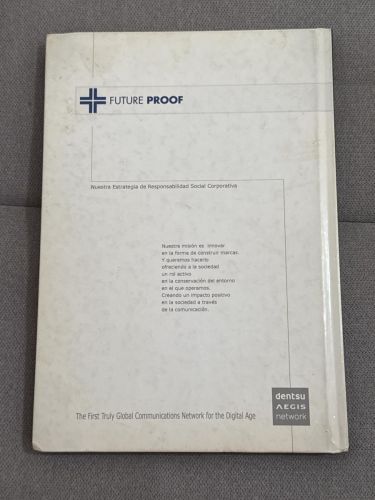 FUTURE PROOF
Nuestra Estrategia de Responsabilidad Social Corporativa
Nuestra misión es innovar
en la forma de construir marcas.
Y queremos hacerlo
ofreciendo a la sociedad
un rol activo
en la conservación del entorno
en el que operamos.
Creando un impacto positivo
en la sociedad a través
de la comunicación.
dentsu
AEGIS
network
The First Truly Global Communications Network for the Digital Age